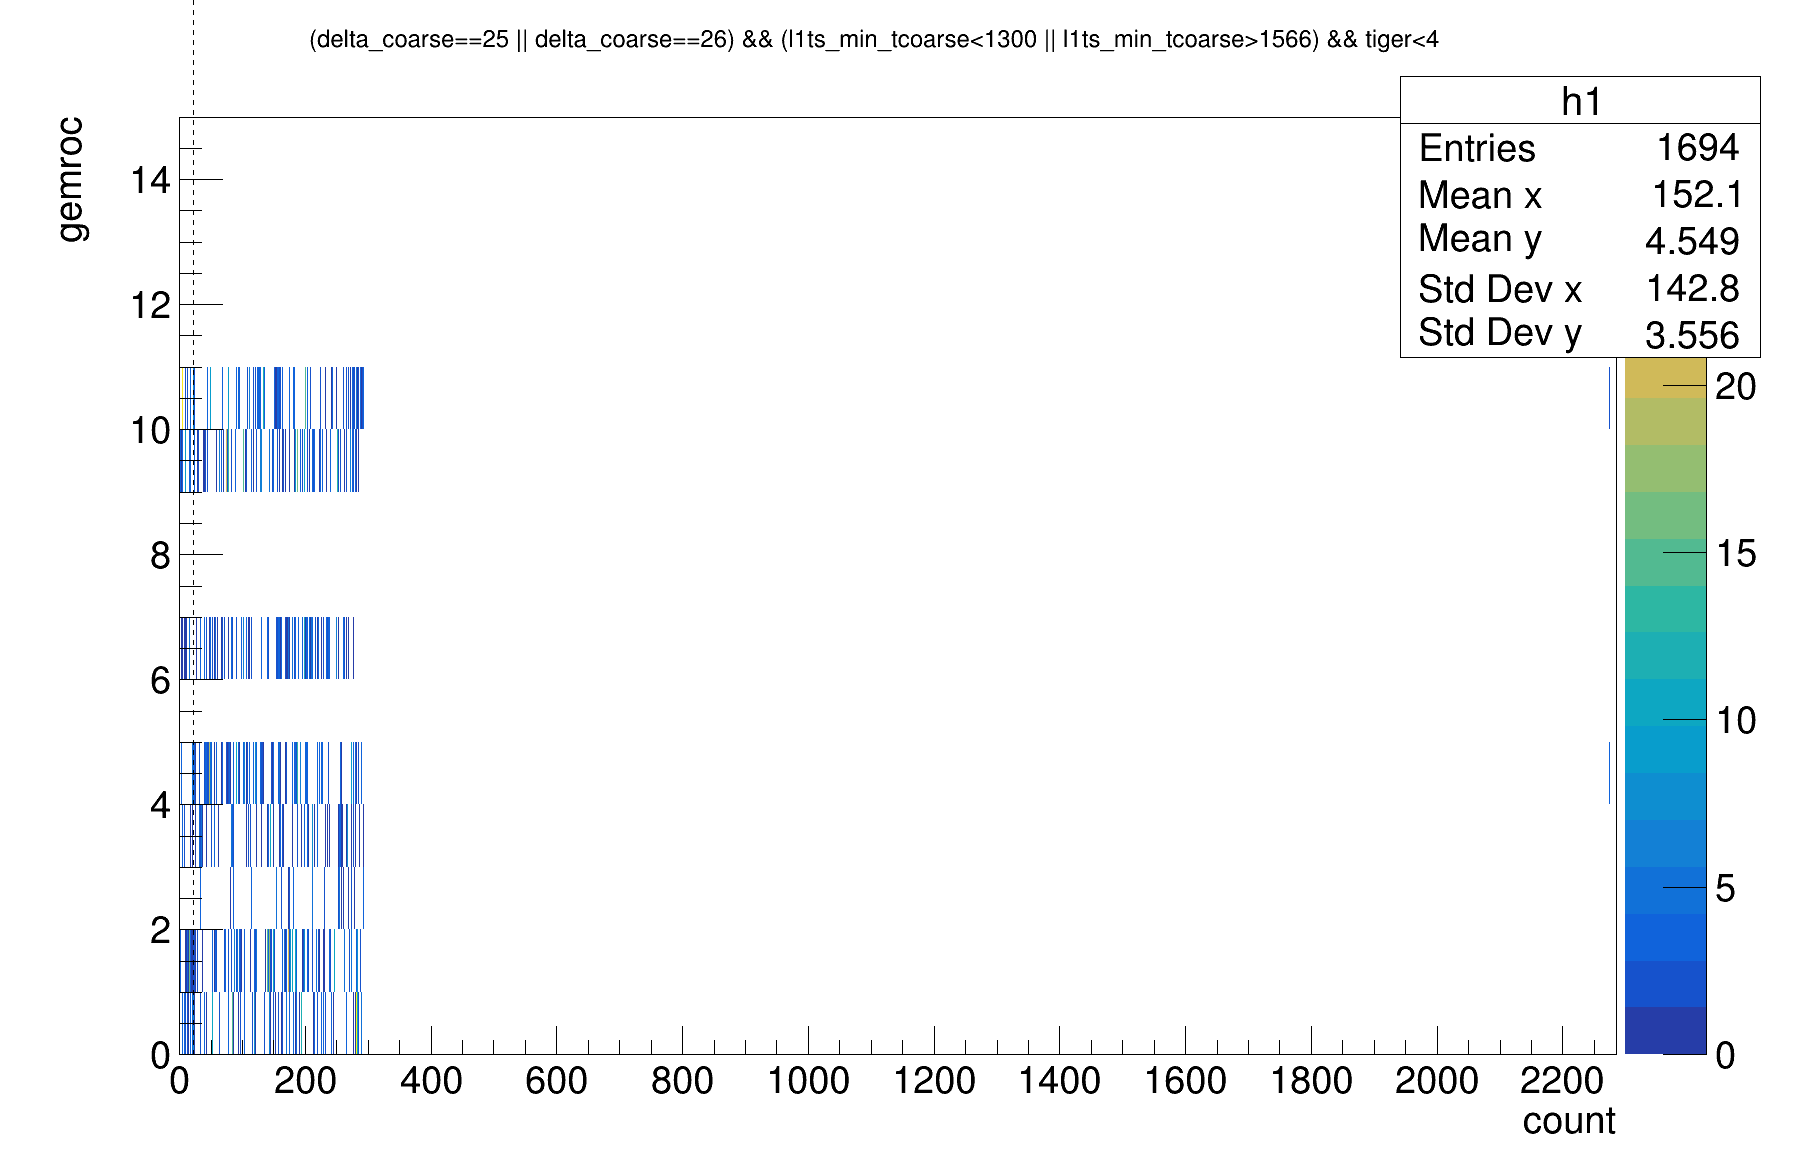 (delta_coarse==25 || delta_coarse==26) && (l1ts_min_tcoarse<1300 || l1ts_min_tcoarse>1566) && tiger<4
h1
Entries 1694
Mean x 152.1
Mean y 4.549
Std Dev x 142.8
Std Dev y 3.556
gemroc
14
12
10
8
6
4
2
0
20
15
10
5
0
0 200 400 600 800 1000 1200 1400 1600 1800 2000 2200
count